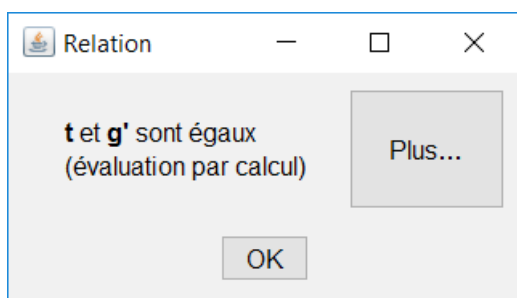 Relation
t et g' sont égaux
(évaluation par calcul)
Plus...
OK